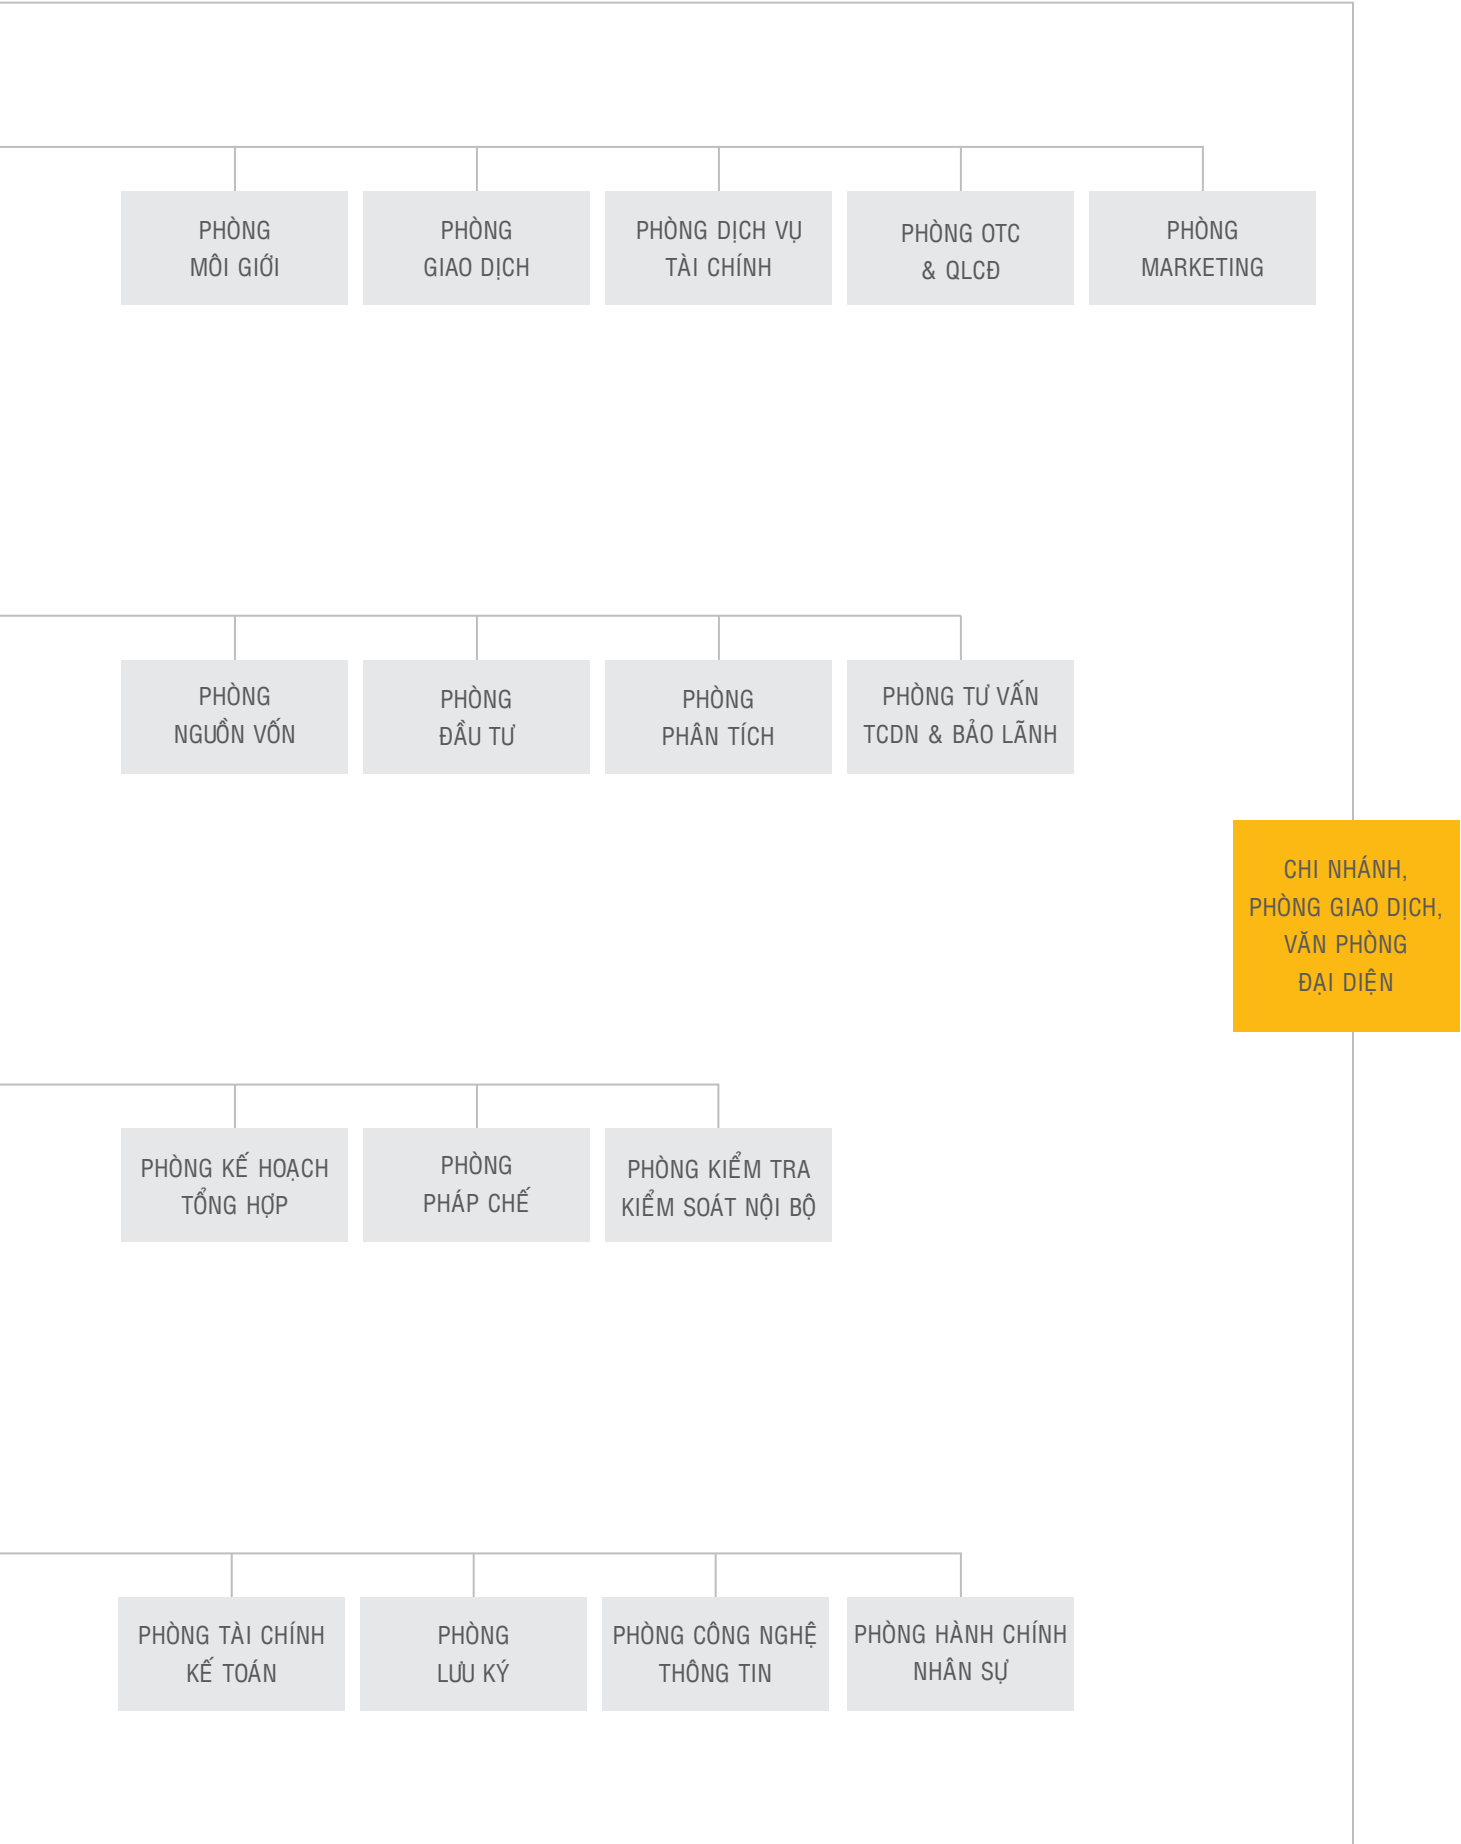 PHÒNG
MÔI GIỚI
PHÒNG
GIAO DỊCH
PHÒNG DỊCH VỤ
TÀI CHÍNH
PHÒNG OTC
& QLCĐ
PHÒNG
MARKETING
PHÒNG
NGUỒN VỐN
PHÒNG
ĐẦU TƯ
PHÒNG
PHÂN TÍCH
PHÒNG TƯ VẤN
TCDN & BẢO LÃNH
CHI NHÁNH,
PHÒNG GIAO DỊCH,
VĂN PHÒNG
ĐẠI DIỆN
PHÒNG KẾ HOẠCH
TỔNG HỢP
PHÒNG
PHÁP CHẾ
PHÒNG KIỂM TRA
KIỂM SOÁT NỘI BỘ
PHÒNG TÀI CHÍNH
KẾ TOÁN
PHÒNG
LƯU KÝ
PHÒNG CÔNG NGHỆ
THÔNG TIN
PHÒNG HÀNH CHÍNH
NHÂN SỰ